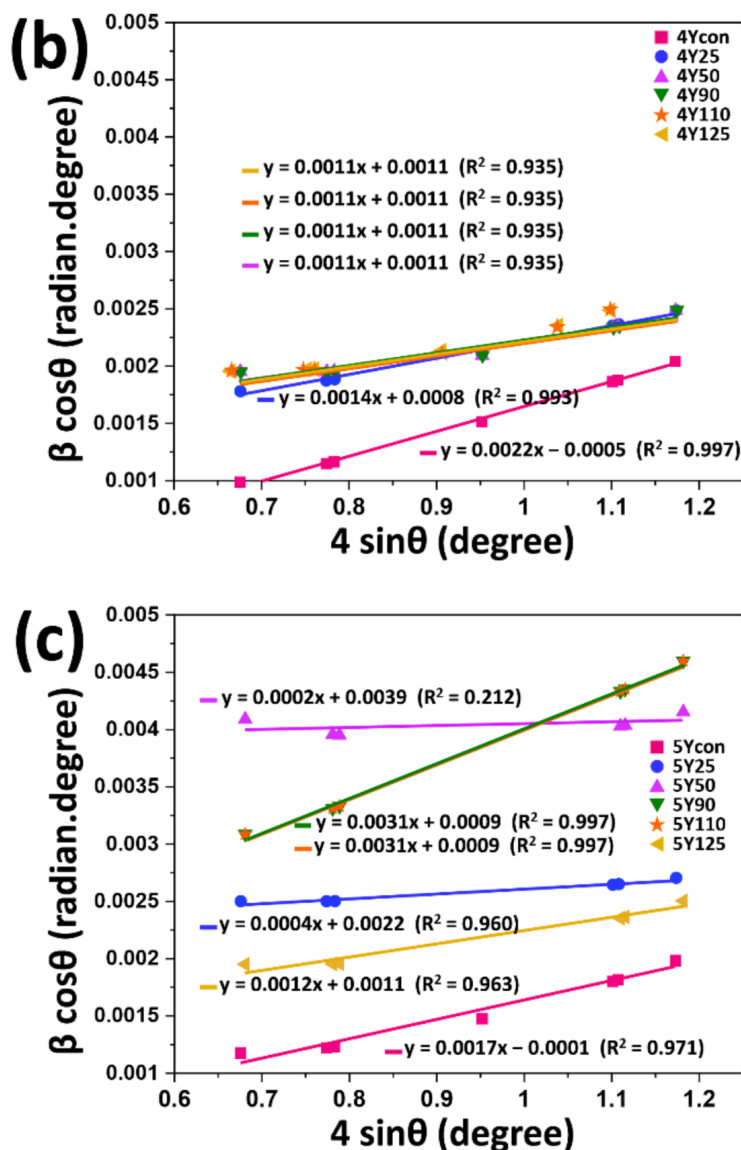 (b)
β cosθ (radian.degree)
0.005
0.0045
0.004
0.0035
0.003
0.0025
0.002
0.0015
0.001
4Ycon
4Y25
4Y50
4Y90
4Y110
4Y125
y = 0.0011x + 0.0011 (R² = 0.935)
y = 0.0011x + 0.0011 (R² = 0.935)
y = 0.0011x + 0.0011 (R² = 0.935)
y = 0.0011x + 0.0011 (R² = 0.935)
y = 0.0014x + 0.0008 (R² = 0.993)
y = 0.0022x – 0.0005 (R² = 0.997)
0.6 0.7 0.8 0.9 1 1.1 1.2
4 sinθ (degree)
(c)
β cosθ (radian.degree)
0.005
0.0045
0.004
0.0035
0.003
0.0025
0.002
0.0015
0.001
y = 0.0002x + 0.0039 (R² = 0.212)
5Ycon
5Y25
5Y50
5Y90
5Y110
5Y125
y = 0.0031x + 0.0009 (R² = 0.997)
y = 0.0031x + 0.0009 (R² = 0.997)
y = 0.0004x + 0.0022 (R² = 0.960)
y = 0.0012x + 0.0011 (R² = 0.963)
y = 0.0017x – 0.0001 (R² = 0.971)
0.6 0.7 0.8 0.9 1 1.1 1.2
4 sinθ (degree)